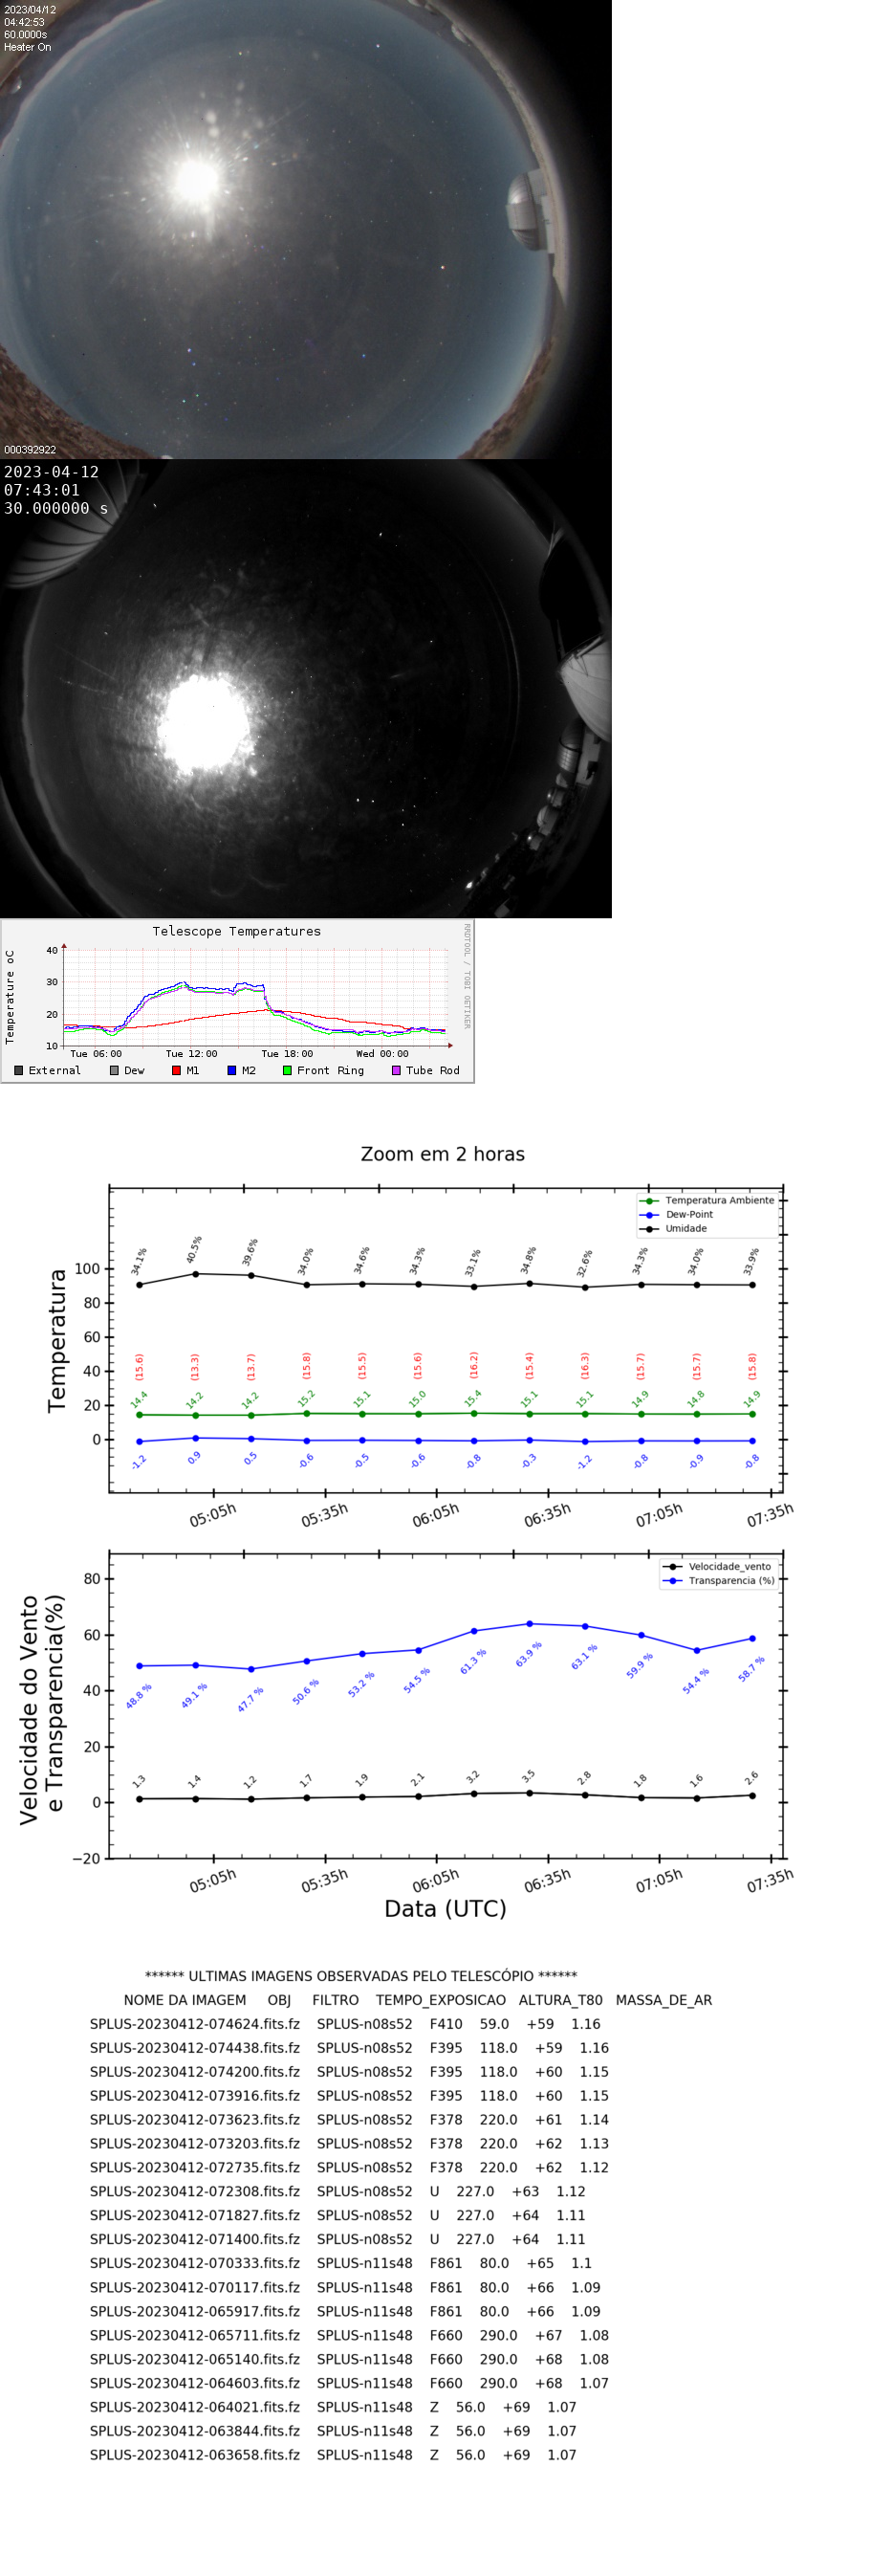 2023/04/12
04:42:53
60.0000s
Heater On
000392922
2023-04-12
07:43:01
30.000000 s
Telescope Temperatures
RRDTOOL / TOBI OETIKER
Temperature oC
40
30
20
10
Tue 06:00 Tue 12:00 Tue 18:00 Wed 00:00
External Dew M1 M2 Front Ring Tube Rod
Zoom em 2 horas
Temperatura Ambiente
Dew-Point
Umidade
Temperatura
100
80
60
40
20
0
34.1% 40.5% 39.6% 34.0% 34.6% 34.3% 33.1% 34.8% 32.6% 34.3% 34.0% 33.9%
(15.6) (13.3) (13.7) (15.8) (15.5) (15.6) (16.2) (15.4) (16.3) (15.7) (15.7) (15.8)
14.4 14.2 14.2 15.2 15.1 15.0 15.4 15.1 15.1 14.9 14.8 14.9
-1.2 0.9 0.5 -0.6 -0.5 -0.6 -0.8 -0.3 -1.2 -0.8 -0.9 -0.8
05:05h 05:35h 06:05h 06:35h 07:05h 07:35h
Velocidade_vento
Transparencia (%)
Velocidade do Vento
e Transparencia(%)
80
60
40
20
0
−20
48.8 % 49.1 % 47.7 % 50.6 % 53.2 % 54.5 % 61.3 % 63.9 % 63.1 % 59.9 % 54.4 % 58.7 %
1.3 1.4 1.2 1.7 1.9 2.1 3.2 3.5 2.8 1.8 1.6 2.6
05:05h 05:35h 06:05h 06:35h 07:05h 07:35h
Data (UTC)
****** ULTIMAS IMAGENS OBSERVADAS PELO TELESCÓPIO ******
NOME DA IMAGEM OBJ FILTRO TEMPO_EXPOSICAO ALTURA_T80 MASSA_DE_AR
SPLUS-20230412-074624.fits.fz SPLUS-n08s52 F410 59.0 +59 1.16
SPLUS-20230412-074438.fits.fz SPLUS-n08s52 F395 118.0 +59 1.16
SPLUS-20230412-074200.fits.fz SPLUS-n08s52 F395 118.0 +60 1.15
SPLUS-20230412-073916.fits.fz SPLUS-n08s52 F395 118.0 +60 1.15
SPLUS-20230412-073623.fits.fz SPLUS-n08s52 F378 220.0 +61 1.14
SPLUS-20230412-073203.fits.fz SPLUS-n08s52 F378 220.0 +62 1.13
SPLUS-20230412-072735.fits.fz SPLUS-n08s52 F378 220.0 +62 1.12
SPLUS-20230412-072308.fits.fz SPLUS-n08s52 U 227.0 +63 1.12
SPLUS-20230412-071827.fits.fz SPLUS-n08s52 U 227.0 +64 1.11
SPLUS-20230412-071400.fits.fz SPLUS-n08s52 U 227.0 +64 1.11
SPLUS-20230412-070333.fits.fz SPLUS-n11s48 F861 80.0 +65 1.1
SPLUS-20230412-070117.fits.fz SPLUS-n11s48 F861 80.0 +66 1.09
SPLUS-20230412-065917.fits.fz SPLUS-n11s48 F861 80.0 +66 1.09
SPLUS-20230412-065711.fits.fz SPLUS-n11s48 F660 290.0 +67 1.08
SPLUS-20230412-065140.fits.fz SPLUS-n11s48 F660 290.0 +68 1.08
SPLUS-20230412-064603.fits.fz SPLUS-n11s48 F660 290.0 +68 1.07
SPLUS-20230412-064021.fits.fz SPLUS-n11s48 Z 56.0 +69 1.07
SPLUS-20230412-063844.fits.fz SPLUS-n11s48 Z 56.0 +69 1.07
SPLUS-20230412-063658.fits.fz SPLUS-n11s48 Z 56.0 +69 1.07